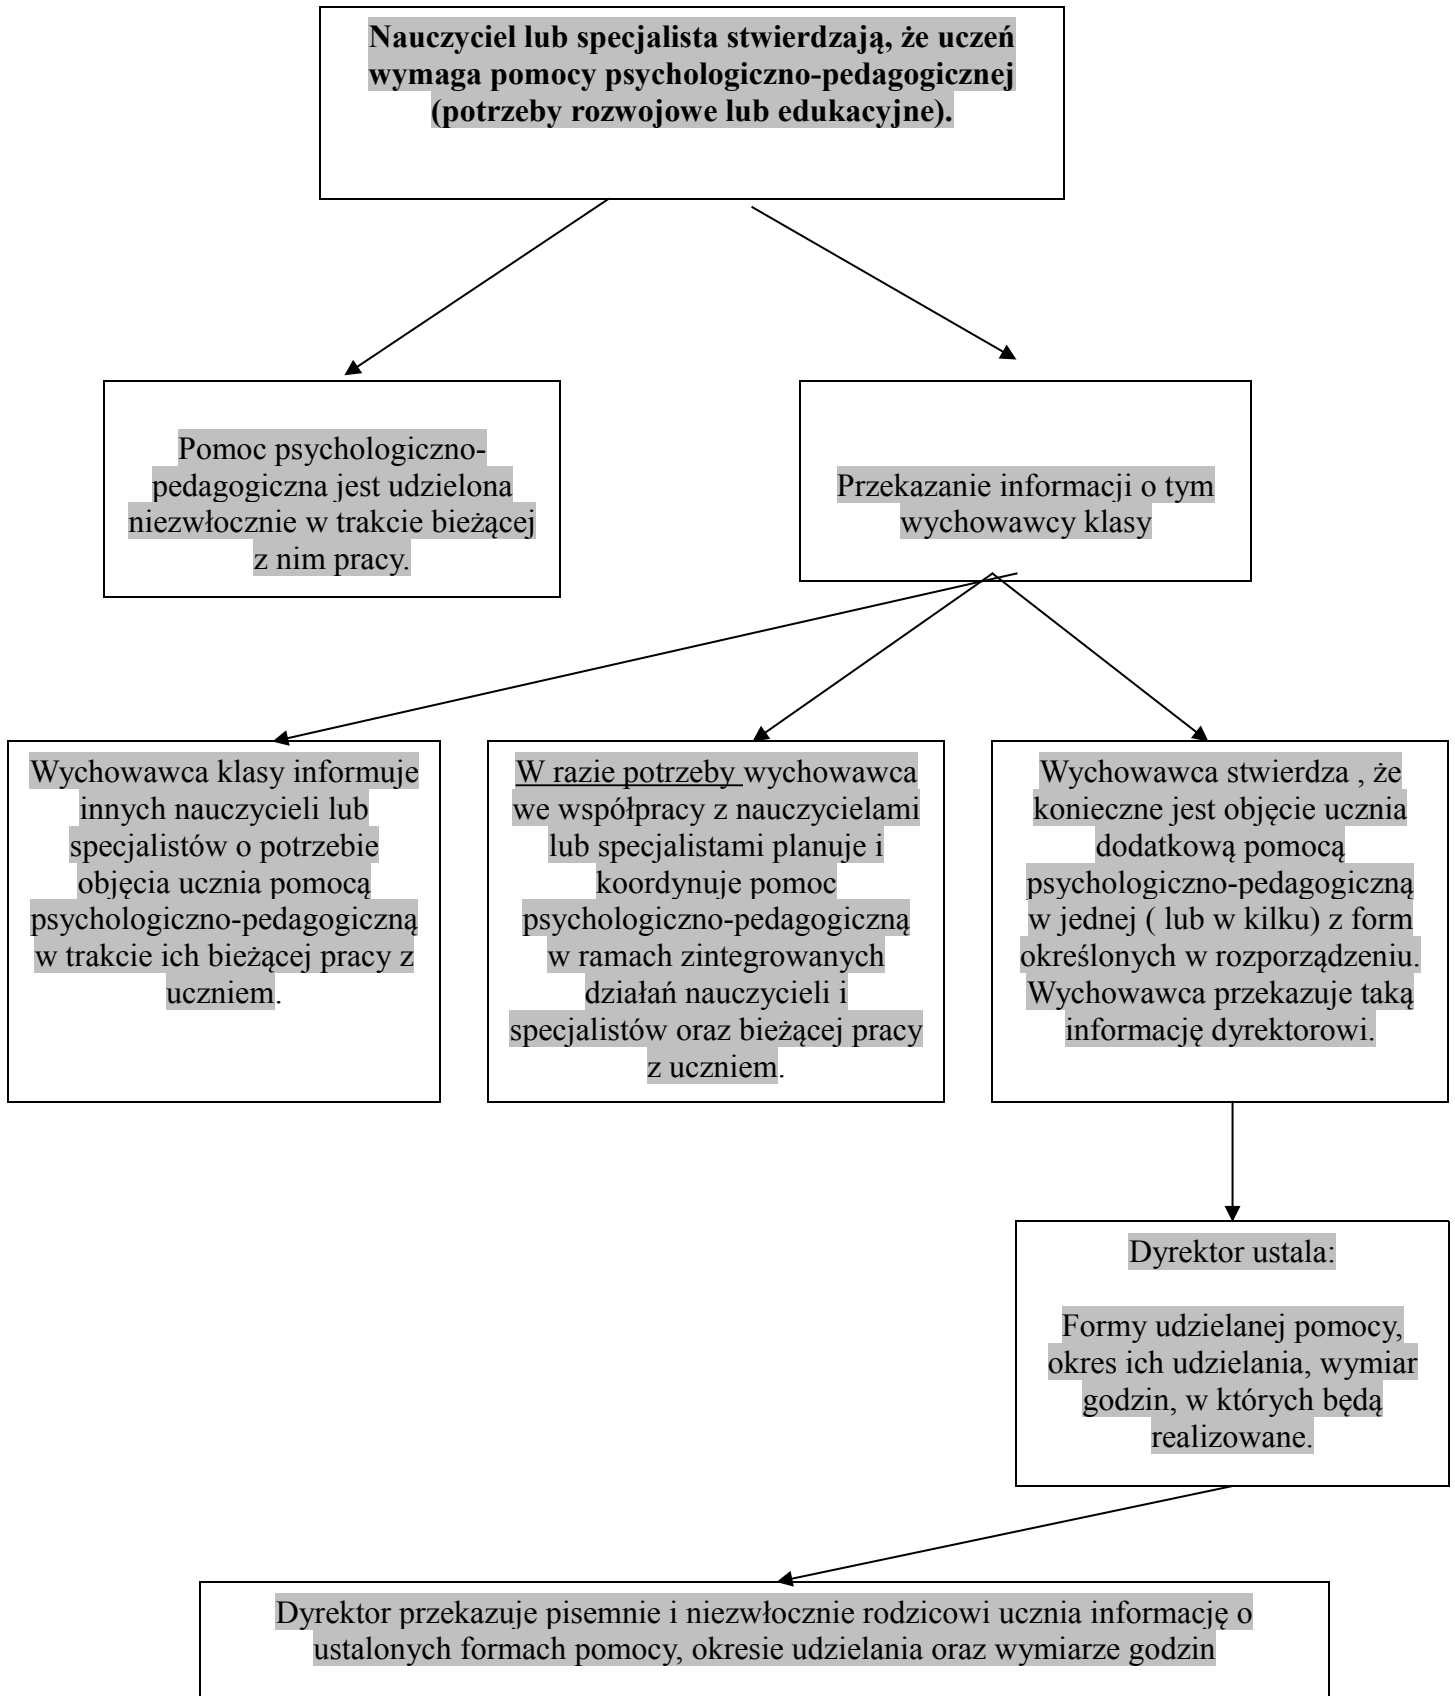 Nauczyciel lub specjalista stwierdzają, że uczeń
wymaga pomocy psychologiczno-pedagogicznej
(potrzeby rozwojowe lub edukacyjne).
Pomoc psychologiczno-
pedagogiczna jest udzielona
niezwłocznie w trakcie bieżącej
z nim pracy.
Przekazanie informacji o tym
wychowawcy klasy
Wychowawca klasy informuje
innych nauczycieli lub
specjalistów o potrzebie
objęcia ucznia pomocą
psychologiczno-pedagogiczną
w trakcie ich bieżącej pracy z
uczniem.
W razie potrzeby wychowawca
we współpracy z nauczycielami
lub specjalistami planuje i
koordynuje pomoc
psychologiczno-pedagogiczną
w ramach zintegrowanych
działań nauczycieli i
specjalistów oraz bieżącej pracy
z uczniem.
Wychowawca stwierdza , że
konieczne jest objęcie ucznia
dodatkową pomocą
psychologiczno-pedagogiczną
w jednej ( lub w kilku) z form
określonych w rozporządzeniu.
Wychowawca przekazuje taką
informację dyrektorowi.
Dyrektor ustala:
Formy udzielanej pomocy,
okres ich udzielania, wymiar
godzin, w których będą
realizowane.
Dyrektor przekazuje pisemnie i niezwłocznie rodzicowi ucznia informację o
ustalonych formach pomocy, okresie udzielania oraz wymiarze godzin